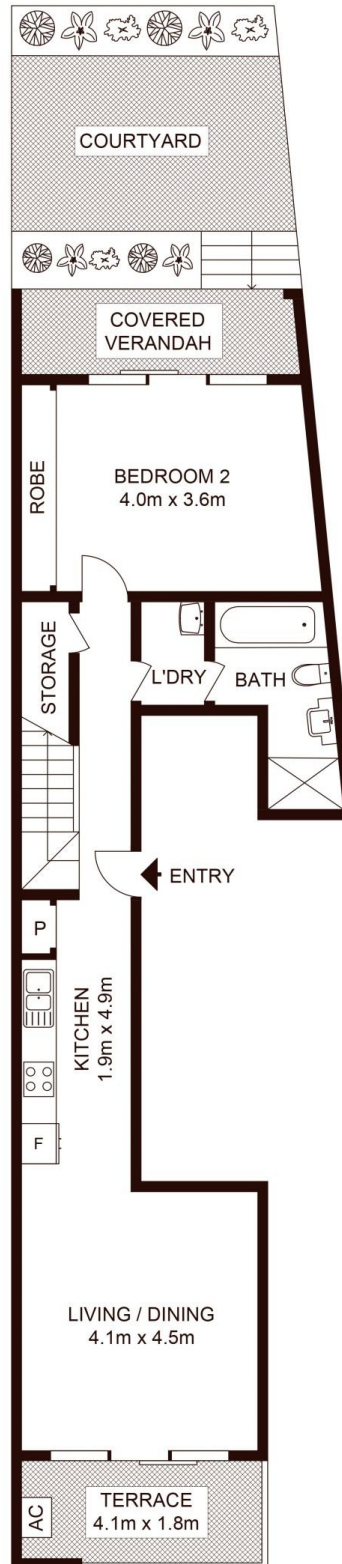 COURTYARD
COVERED
VERANDAH
ROBE
BEDROOM 2
4.0m x 3.6m
STORAGE
L'DRY
BATH
ENTRY
P
KITCHEN
1.9m x 4.9m
F
LIVING / DINING
4.1m x 4.5m
AC
TERRACE
4.1m x 1.8m